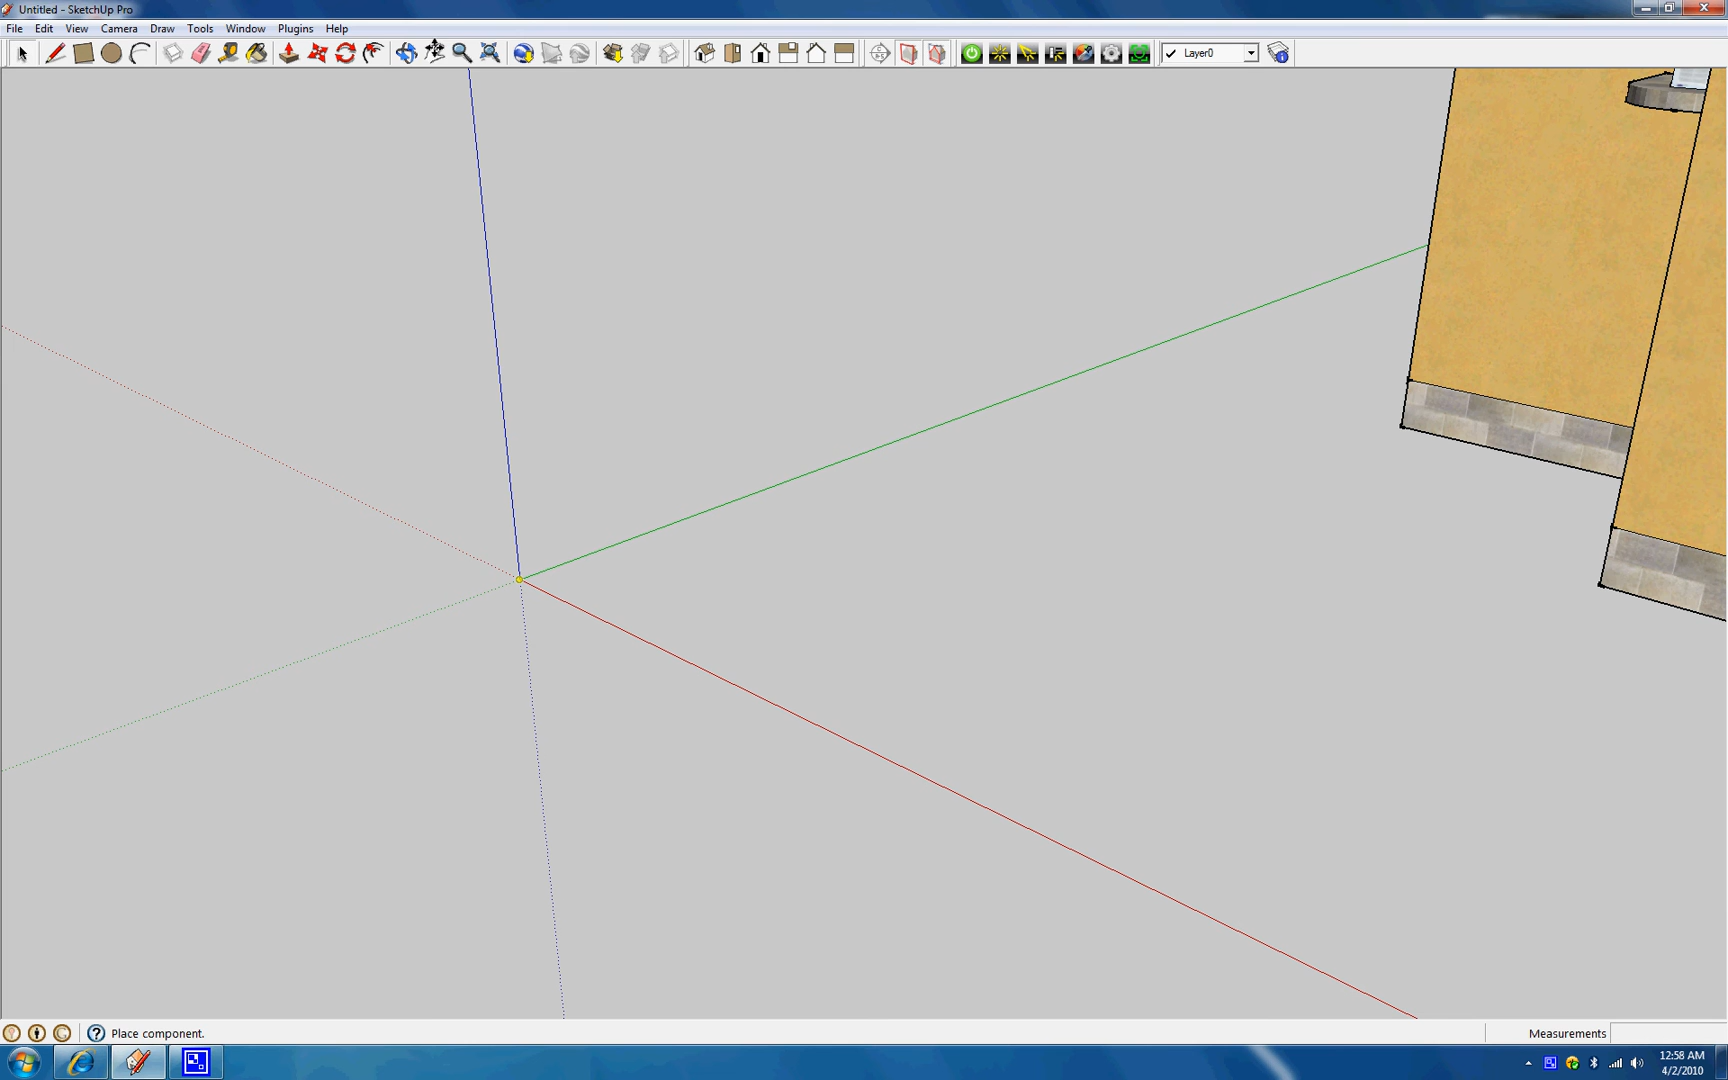 Untitled - SketchUp Pro
File Edit View Camera Draw Tools Window Plugins Help
Layer0
Place component.
Measurements
12:58 AM
4/2/2010